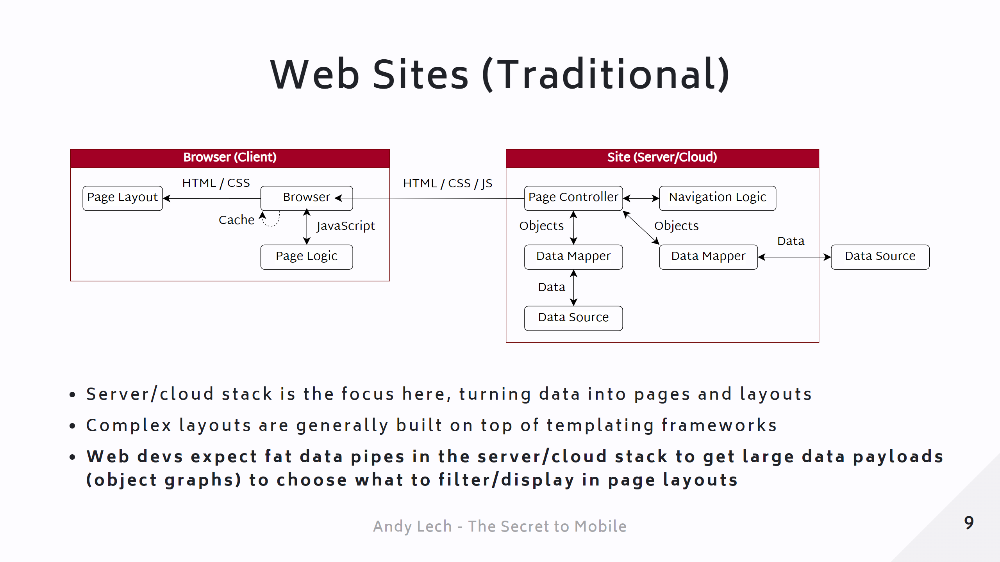 Web Sites (Traditional)
Browser (Client)
HTML / CSS
Page Layout
Browser
Cache
JavaScript
Page Logic
HTML / CSS / JS
Site (Server/Cloud)
Page Controller
Navigation Logic
Objects
Objects
Data
Data Mapper
Data Mapper
Data Source
Data
Data Source
• Server/cloud stack is the focus here, turning data into pages and layouts
• Complex layouts are generally built on top of templating frameworks
• Web devs expect fat data pipes in the server/cloud stack to get large data payloads
(object graphs) to choose what to filter/display in page layouts
Andy Lech - The Secret to Mobile
9